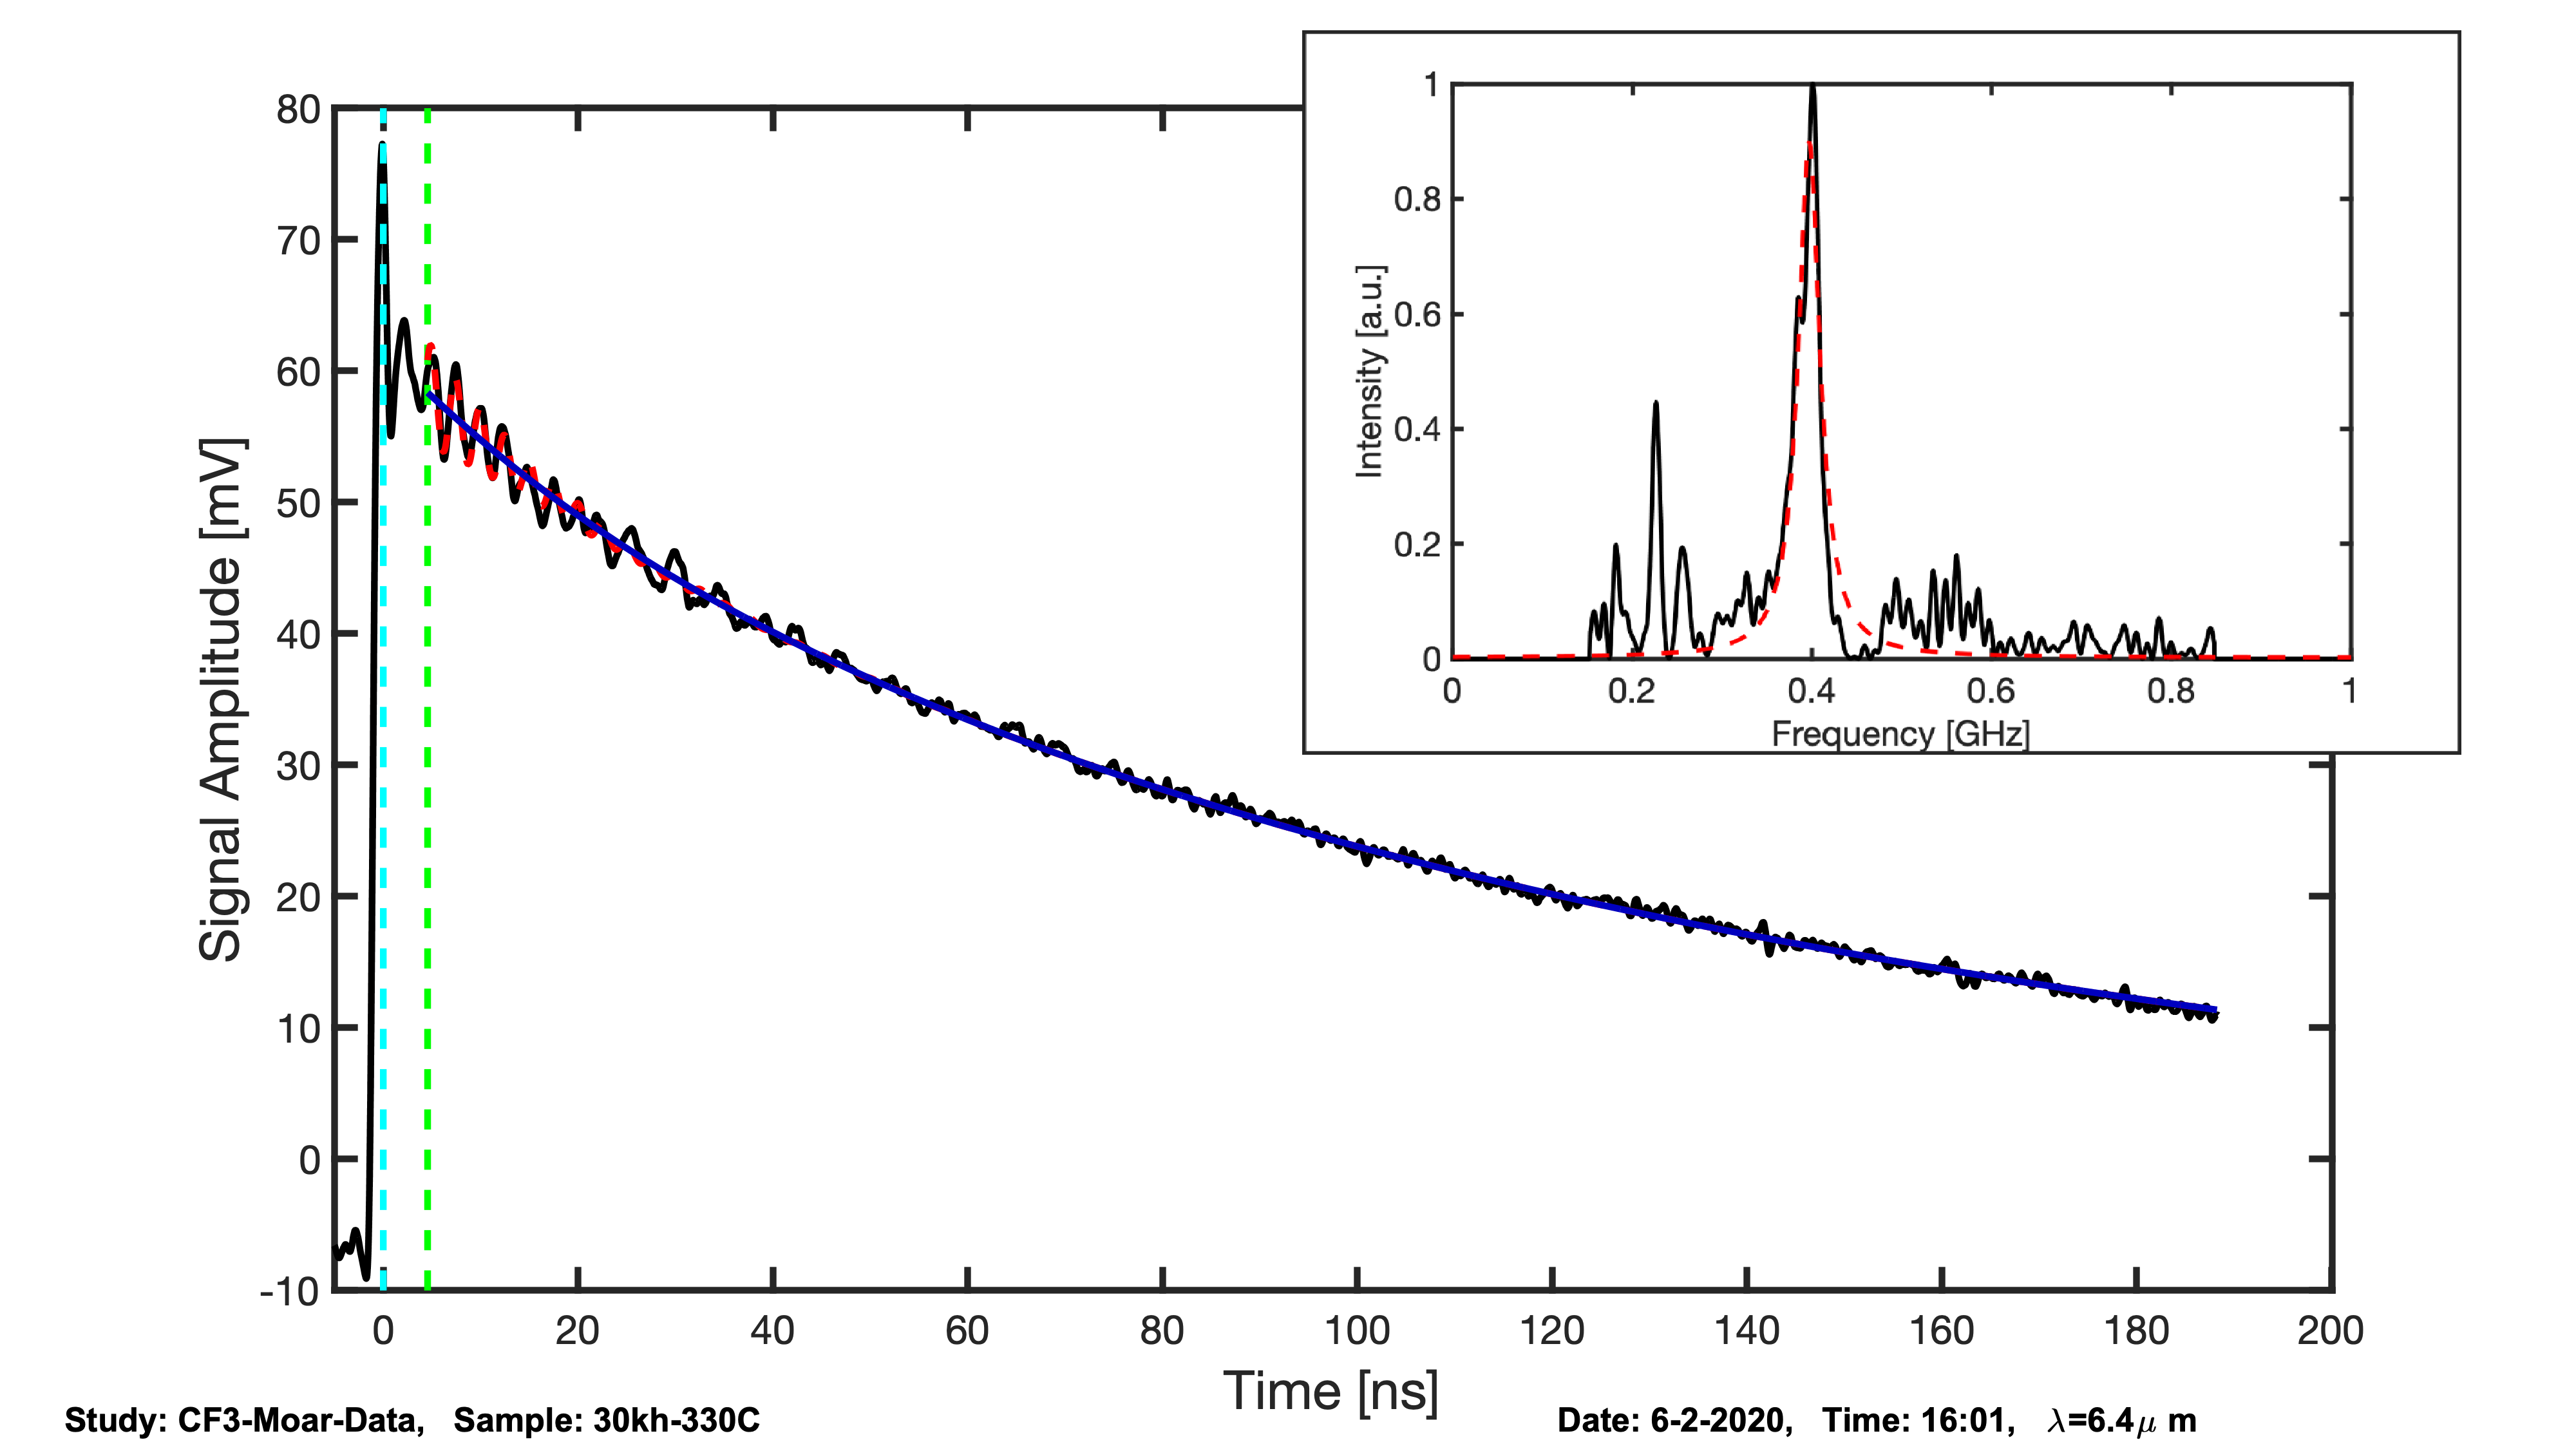 80
70
60
50
40
30
20
10
0
-10
Signal Amplitude [mV]
0 20 40 60 80 100 120 140 160 180 200
Time [ns]
1
0.8
0.6
0.4
0.2
0
Intensity [a.u.]
0 0.2 0.4 0.6 0.8 1
Frequency [GHz]
Study: CF3-Moar-Data, Sample: 30kh-330C
Date: 6-2-2020, Time: 16:01, λ=6.4μ m